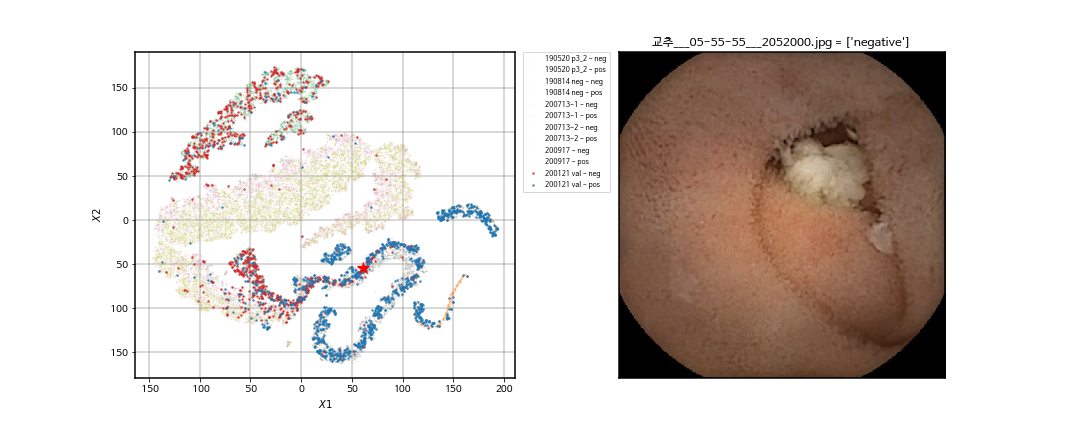 교추___05-55-55___2052000.jpg = ['negative']
190520 p3_2 - neg
190520 p3_2 - pos
190814 neg - neg
190814 neg - pos
200713-1 - neg
200713-1 - pos
200713-2 - neg
200713-2 - pos
200917 - neg
200917 - pos
200121 val - neg
200121 val - pos
X2
150
100
50
0
50
100
150
150
100
50
0
50
100
150
200
X1